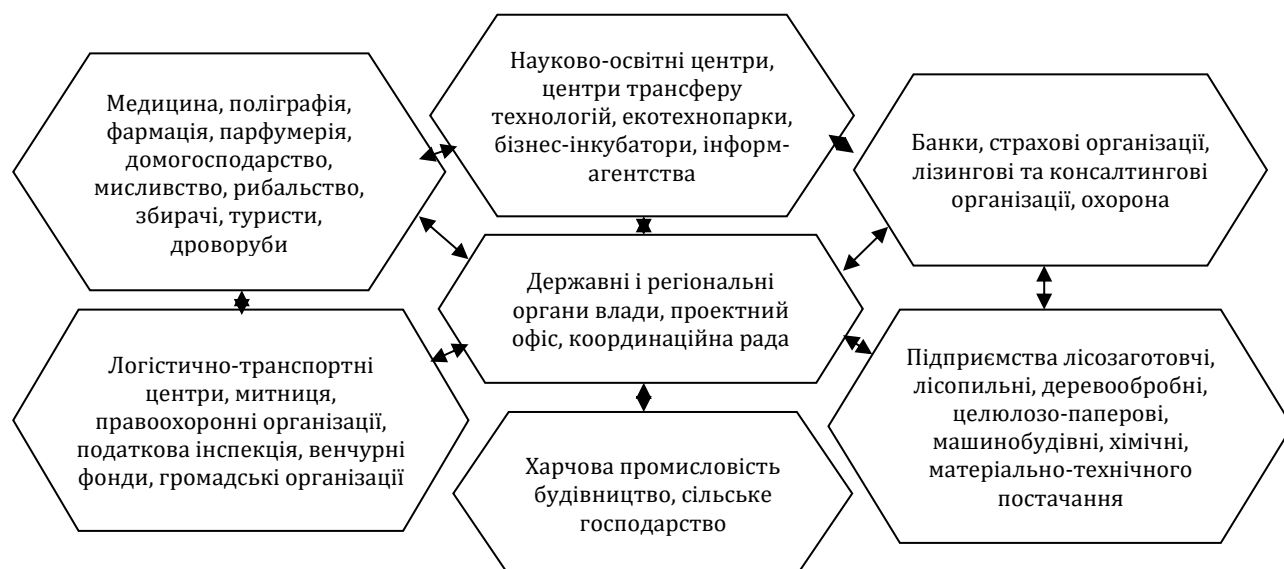 Медицина, поліграфія,
фармація, парфумерія,
домогосподарство,
мисливство, рибальство,
збирачі, туристи,
дроворуби
Науково-освітні центри,
центри трансферу
технологій, екотехнопарки,
бізнес-інкубатори, інформ-
агентства
Банки, страхові організації,
лізингові та консалтингові
організації, охорона
Державні і регіональні
органи влади, проектний
офіс, координаційна рада
Логістично-транспортні
центри, митниця,
правоохоронні організації,
податкова інспекція, венчурні
фонди, громадські організації
Харчова промисловість
будівництво, сільське
господарство
Підприємства лісозаготовчі,
лісопильні, деревообробні,
целюлозо-паперові,
машинобудівні, хімічні,
матеріально-технічного
постачання